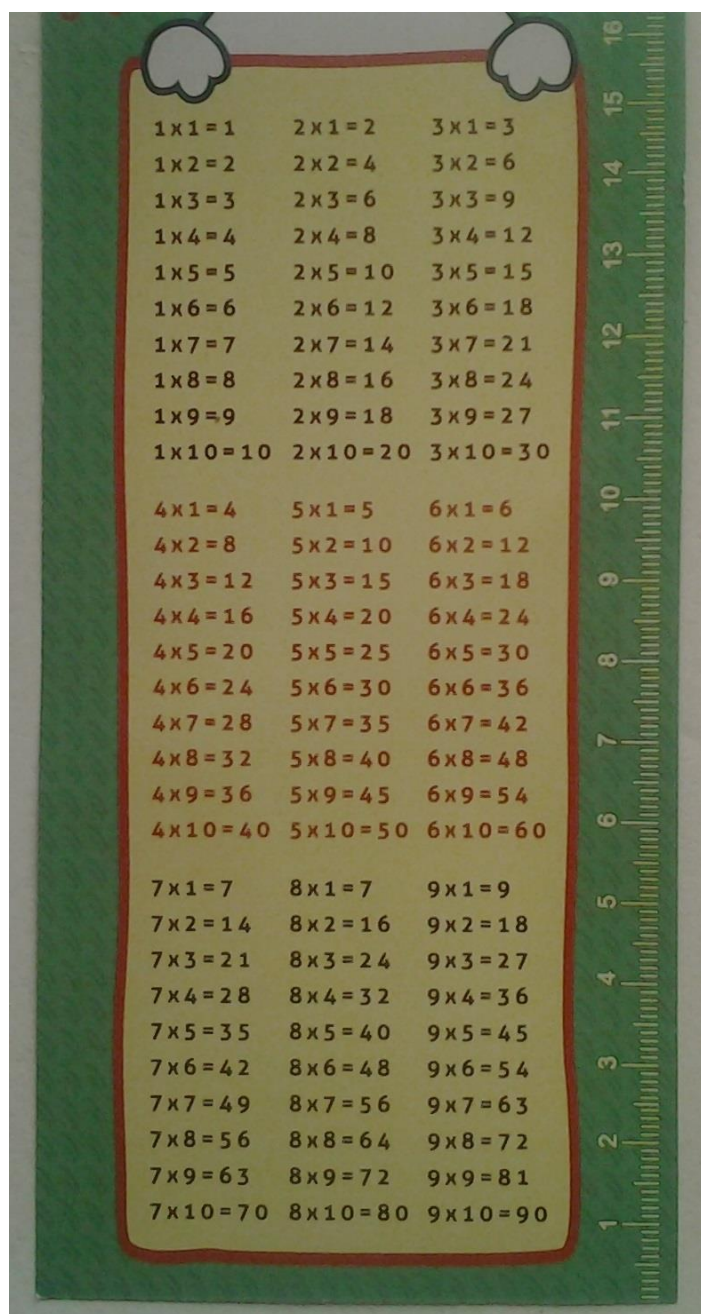 1x1=1 2x1=2 3x1=3
1x2=2 2x2=4 3x2=6
1x3=3 2x3=6 3x3=9
1x4=4 2x4=8 3x4=12
1x5=5 2x5=10 3x5=15
1x6=6 2x6=12 3x6=18
1x7=7 2x7=14 3x7=21
1x8=8 2x8=16 3x8=24
1x9=9 2x9=18 3x9=27
1x10=10 2x10=20 3x10=30
4x1=4 5x1=5 6x1=6
4x2=8 5x2=10 6x2=12
4x3=12 5x3=15 6x3=18
4x4=16 5x4=20 6x4=24
4x5=20 5x5=25 6x5=30
4x6=24 5x6=30 6x6=36
4x7=28 5x7=35 6x7=42
4x8=32 5x8=40 6x8=48
4x9=36 5x9=45 6x9=54
4x10=40 5x10=50 6x10=60
7x1=7 8x1=7 9x1=9
7x2=14 8x2=16 9x2=18
7x3=21 8x3=24 9x3=27
7x4=28 8x4=32 9x4=36
7x5=35 8x5=40 9x5=45
7x6=42 8x6=48 9x6=54
7x7=49 8x7=56 9x7=63
7x8=56 8x8=64 9x8=72
7x9=63 8x9=72 9x9=81
7x10=70 8x10=80 9x10=90
1 2 3 4 5 6 7 8 9 10 11 12 13 14 15 16